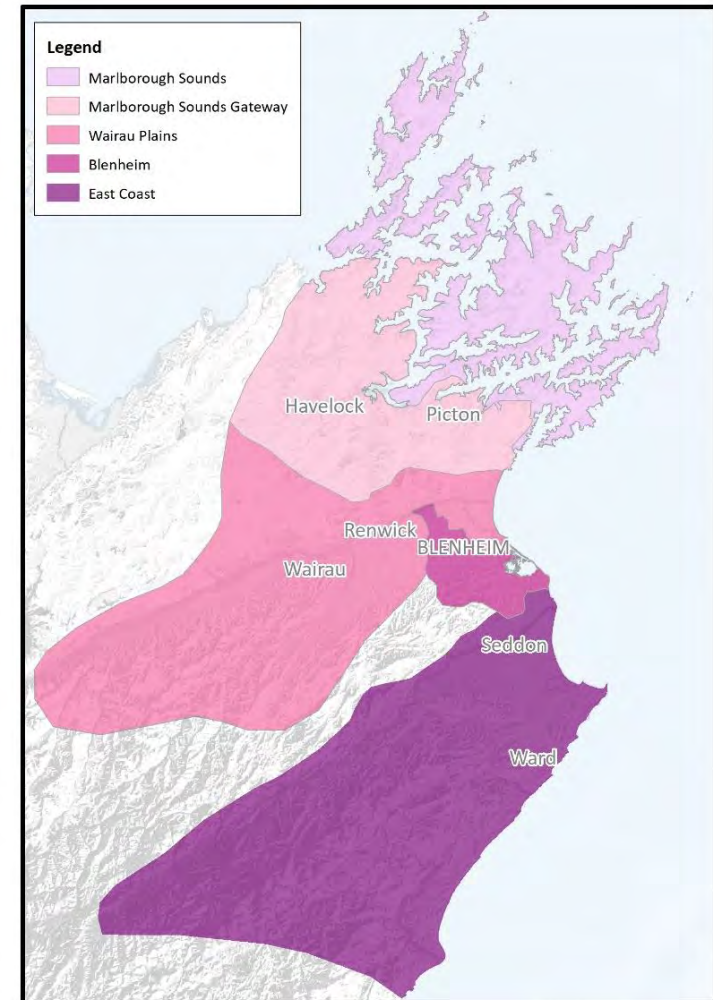 Legend
Marlborough Sounds
Marlborough Sounds Gateway
Wairau Plains
Blenheim
East Coast
Havelock
Picton
Renwick
BLENHEIM
Wairau
Seddon
Ward